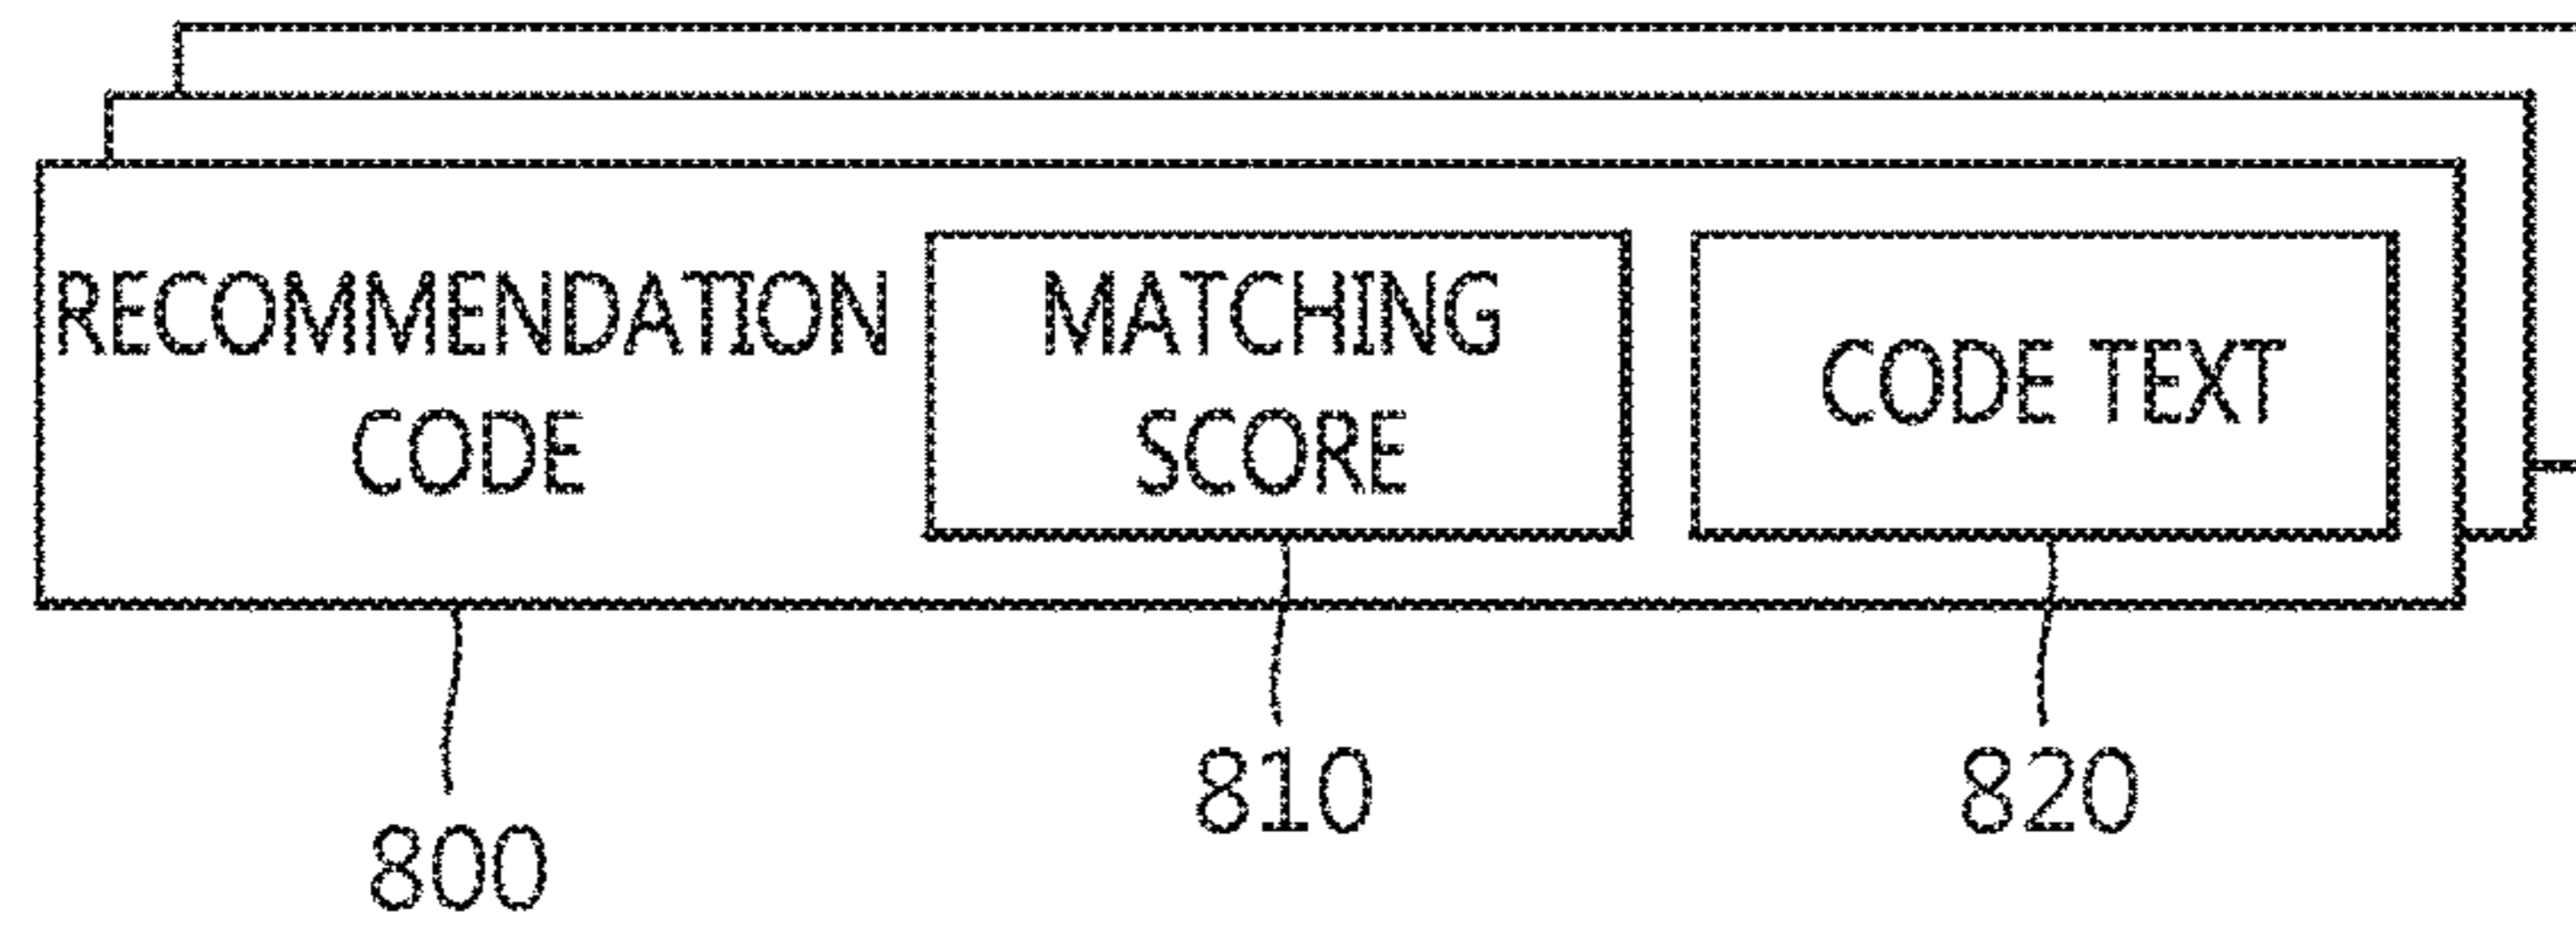 RECOMMENDATION
CODE
MATCHING
SCORE
CODE TEXT
800
810
820